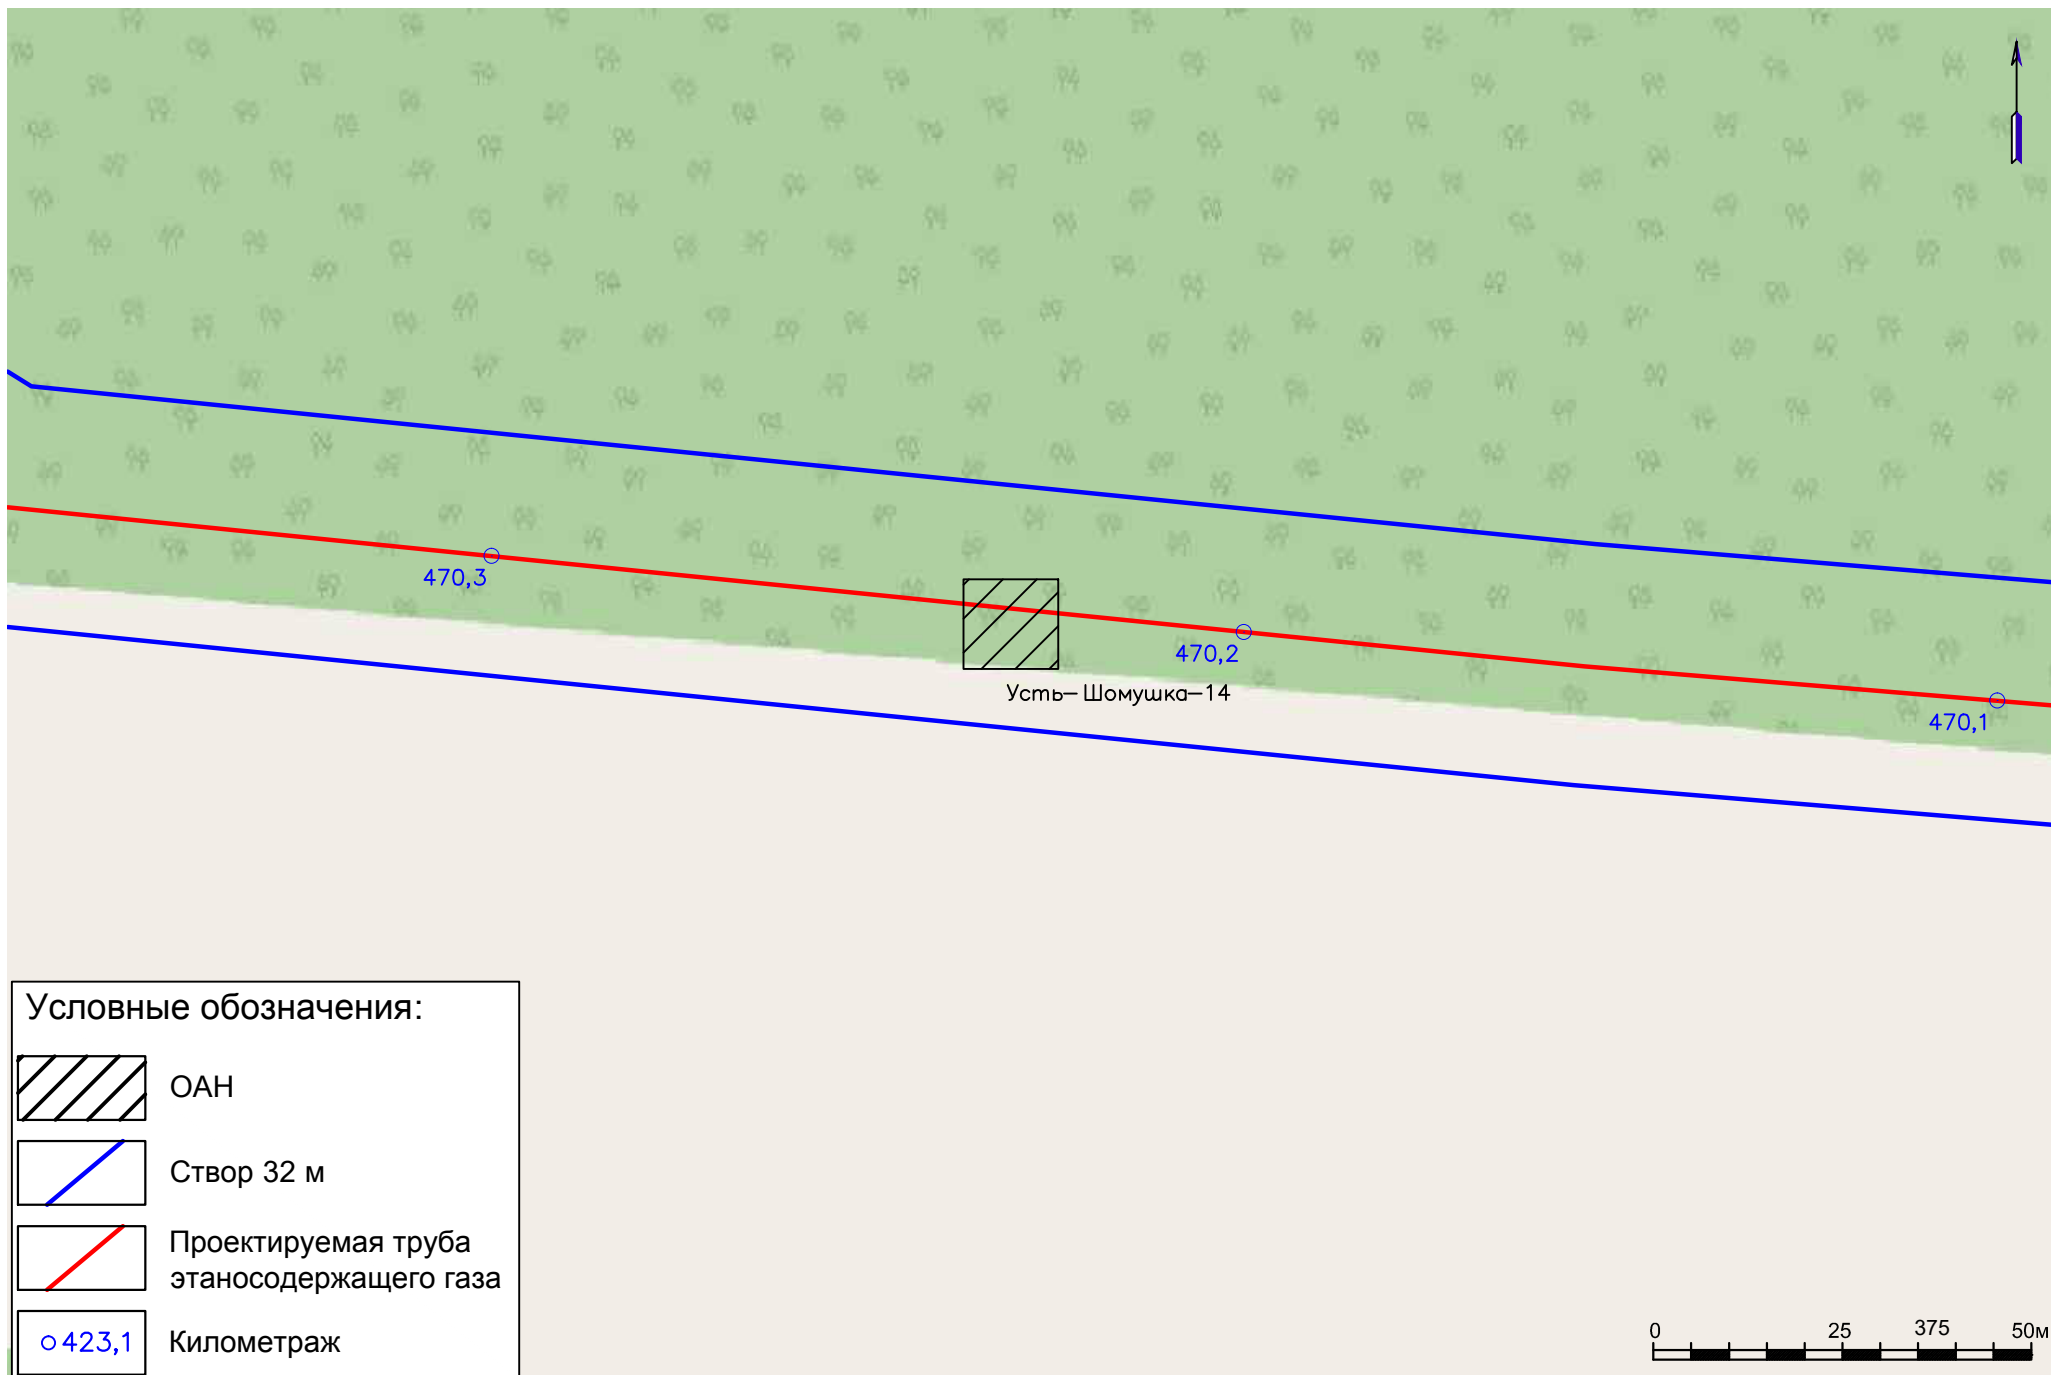 470,3
470,2
Усть-Шомушка-14
470,1
Условные обозначения:
ОАН
Створ 32 м
Проектируемая труба
этаносодержащего газа
423,1 Километраж
0 25 375 50м